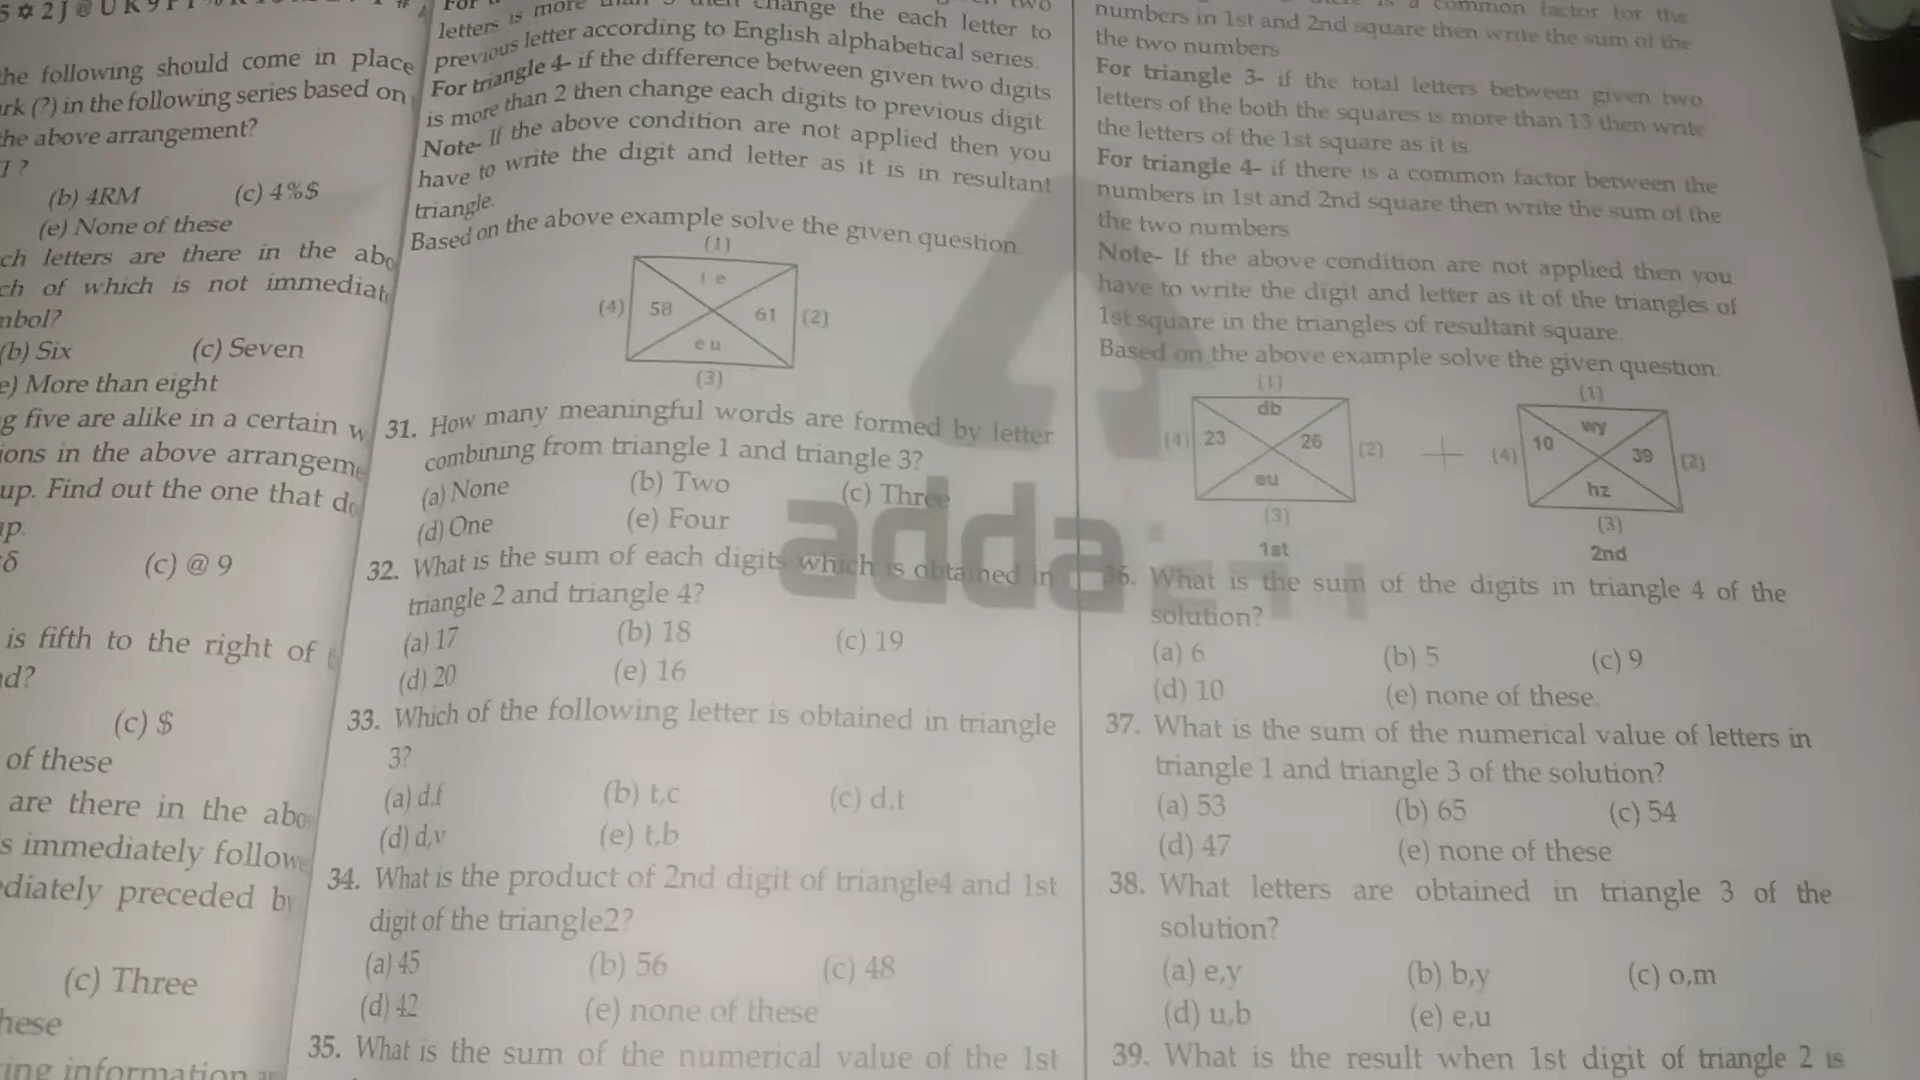 he following should come in place
rk (?) in the following series based on
he above arrangement?
(b) 4RM (c) 4%$
(e) None of these
ch letters are there in the abo
ch of which is not immediat
mbol?
(b) Six (c) Seven
e) More than eight
g five are alike in a certain w
ions in the above arrangeme
up. Find out the one that do
(c) @ 9
is fifth to the right of
(c) $
of these
are there in the abo
s immediately followe
diately preceded by
(c) Three
hese
ing information
letters is more than change the each letter to
previous letter according to English alphabetical series.
For triangle 4- if the difference between given two digits
is more than 2 then change each digits to previous digit.
Note- If the above condition are not applied then you
have to write the digit and letter as it is in resultant
triangle.
Based on the above example solve the given question.
(1)
i e
(4) 58 61 (2)
e u
(3)
31. How many meaningful words are formed by letter
combining from triangle 1 and triangle 3?
(a) None (b) Two (c) Three
(d) One (e) Four
32. What is the sum of each digits which is obtained in
triangle 2 and triangle 4?
(a) 17 (b) 18 (c) 19
(d) 20 (e) 16
33. Which of the following letter is obtained in triangle
3?
(a) d,f (b) t,c (c) d,t
(d) d,v (e) t,b
34. What is the product of 2nd digit of triangle4 and 1st
digit of the triangle2?
(a) 45 (b) 56 (c) 48
(d) 42 (e) none of these
35. What is the sum of the numerical value of the 1st
common factor for the
numbers in 1st and 2nd square then write the sum of the
the two numbers
For triangle 3- if the total letters between given two
letters of the both the squares is more than 13 then write
the letters of the 1st square as it is.
For triangle 4- if there is a common factor between the
numbers in 1st and 2nd square then write the sum of the
the two numbers
Note- If the above condition are not applied then you
have to write the digit and letter as it of the triangles of
1st square in the triangles of resultant square.
Based on the above example solve the given question.
(1) (1)
db wy
(4) 23 26 (2) + (4) 10 39 (2)
eu hz
(3) (3)
1st 2nd
36. What is the sum of the digits in triangle 4 of the
solution?
(a) 6 (b) 5 (c) 9
(d) 10 (e) none of these.
37. What is the sum of the numerical value of letters in
triangle 1 and triangle 3 of the solution?
(a) 53 (b) 65 (c) 54
(d) 47 (e) none of these
38. What letters are obtained in triangle 3 of the
solution?
(a) e,y (b) b,y (c) o,m
(d) u,b (e) e,u
39. What is the result when 1st digit of triangle 2 is
adda